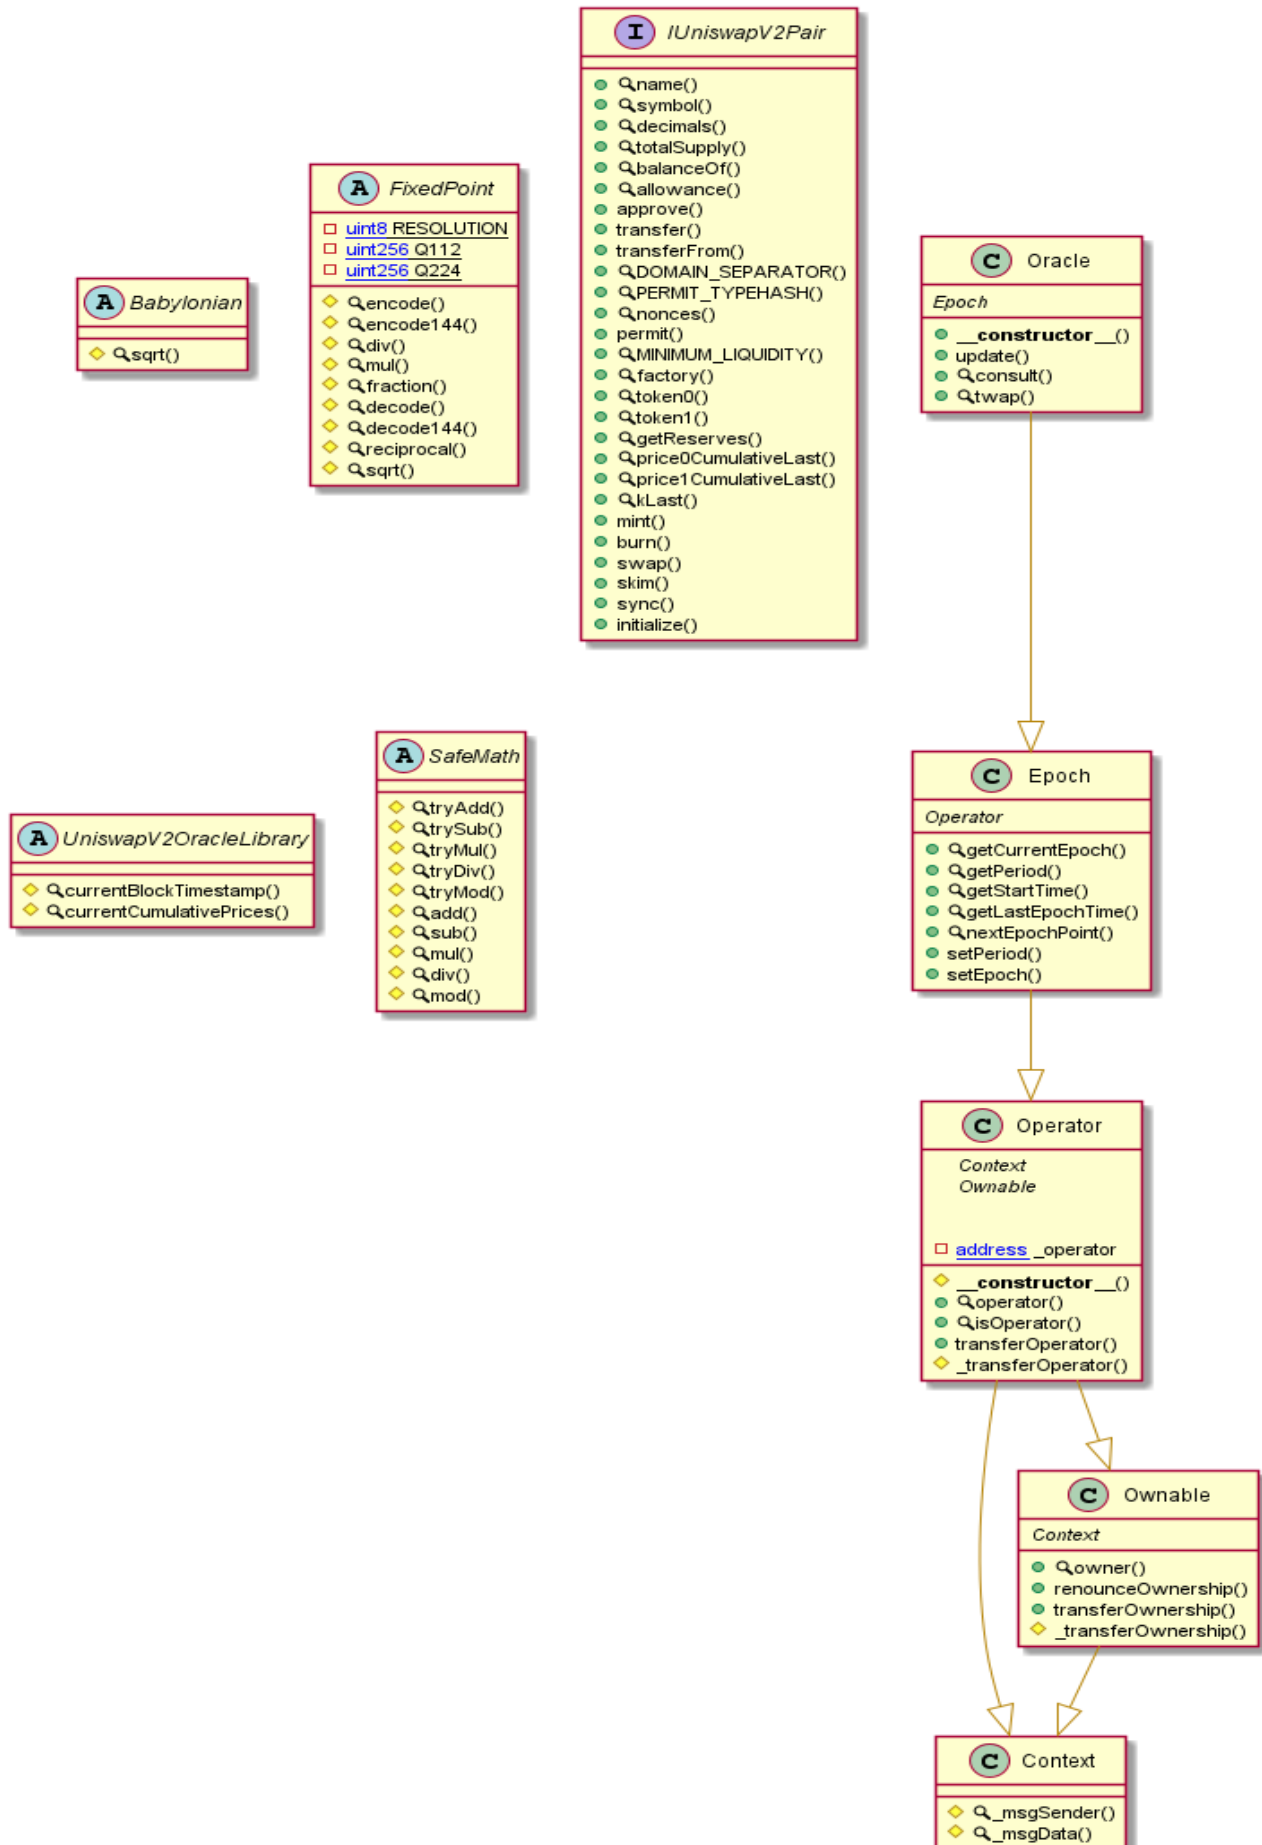 I IUniswapV2Pair
name()
symbol()
decimals()
totalSupply()
balanceOf()
allowance()
approve()
transfer()
transferFrom()
DOMAIN_SEPARATOR()
PERMIT_TYPEHASH()
nonces()
permit()
MINIMUM_LIQUIDITY()
factory()
token0()
token1()
getReserves()
price0CumulativeLast()
price1CumulativeLast()
kLast()
mint()
burn()
swap()
skim()
sync()
initialize()
A FixedPoint
uint8 RESOLUTION
uint256 Q112
uint256 Q224
encode()
encode144()
div()
mul()
fraction()
decode()
decode144()
reciprocal()
sqrt()
A Babylonian
sqrt()
C Oracle
Epoch
__constructor__()
update()
consult()
twap()
A SafeMath
tryAdd()
trySub()
tryMul()
tryDiv()
tryMod()
add()
sub()
mul()
div()
mod()
A UniswapV2OracleLibrary
currentBlockTimestamp()
currentCumulativePrices()
C Epoch
Operator
getCurrentEpoch()
getPeriod()
getStartTime()
getLastEpochTime()
nextEpochPoint()
setPeriod()
setEpoch()
C Operator
Context
Ownable
address _operator
__constructor__()
operator()
isOperator()
transferOperator()
_transferOperator()
C Ownable
Context
owner()
renounceOwnership()
transferOwnership()
_transferOwnership()
C Context
_msgSender()
_msgData()